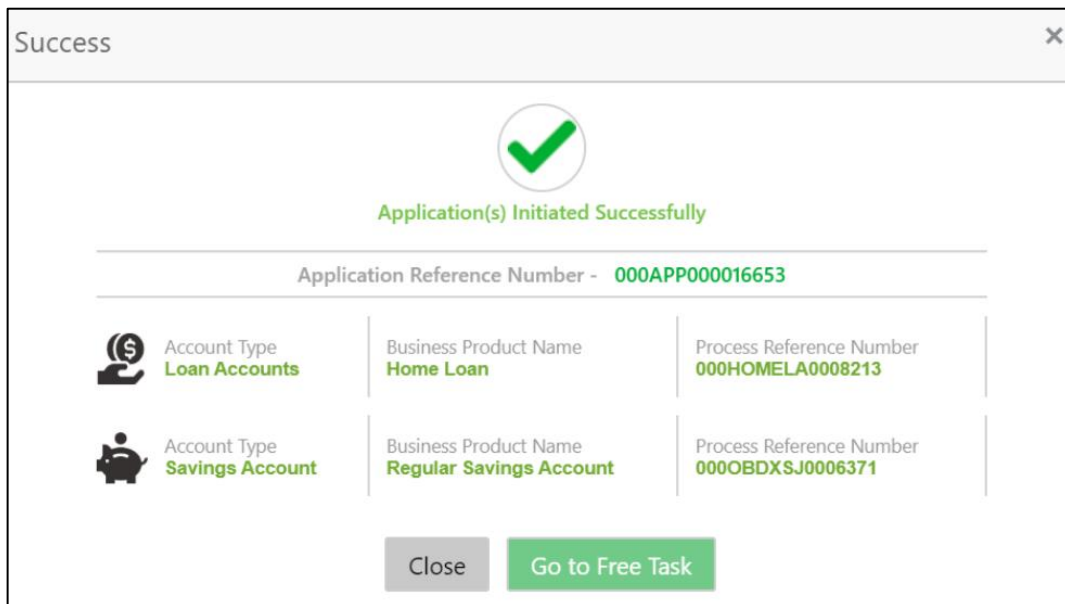 Success
×
Application(s) Initiated Successfully
Application Reference Number - 000APP000016653
Account Type Business Product Name Process Reference Number
Loan Accounts Home Loan 000HOMELA0008213
Account Type Business Product Name Process Reference Number
Savings Account Regular Savings Account 000OBDXSJ0006371
Close Go to Free Task